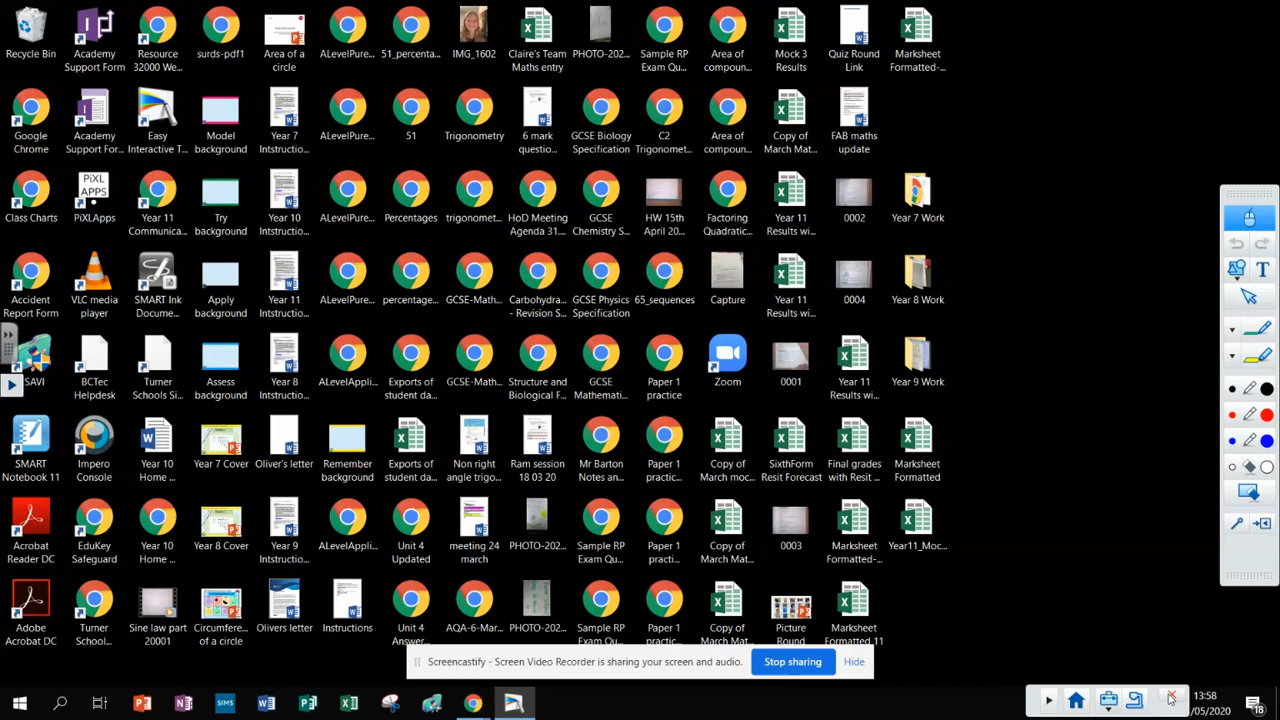 Recycle Bin
Academy Support Form
Resource 32000 We...
surds-pdf1
Area of a circle
ALevelPure...
51_percenta...
IMG_1602
Claire's Team Maths entry
PHOTO-202...
Sample RP Exam Qu...
Area of compoun...
Mock 3 Results
Quiz Round Link
Marksheet Formatted-...
Google Chrome
Academy Support For...
Easy Interactive T...
Model background
Year 7 Intstructio...
ALevelPure...
51
Trigonometry
6 mark questio...
GCSE Biology Specification
C2 Trigonomet...
Area of compoun...
Copy of March Mat...
FAB maths update
Class Charts
PiXL APPS
PiXLApps
Year 11 Communica...
Try background
Year 10 Intstructio...
ALevelPure...
Percentages
trigonomet...
HoD Meeting Agenda 31....
GCSE Chemistry S...
HW 15th April 20...
Factoring Quadratic...
Year 11 Results wi...
0002
Year 7 Work
Accident Report Form
VLC media player
SMART Ink Docume...
Apply background
Year 11 Intstructio...
ALevelPure...
percentage...
GCSE-Math...
Carbohydra... - Revision S...
GCSE Physics Specification
65_sequences
Capture
Year 11 Results wi...
0004
Year 8 Work
SAVI
BCTec Helpdesk
Turner Schools Si...
Assess background
Year 8 Intstructio...
ALevelAppli...
Exports of student da...
GCSE-Math...
Structure and Biological F...
GCSE Mathemati...
Paper 1 practice
Zoom
0001
Year 11 Results wi...
Year 9 Work
SMART Notebook 11
Impero Console
Year 10 Home ...
Year 7 Cover
Oliver's letter
Remember background
Exports of student da...
Non right angle trigo...
Ram session 18 03 20
Mr Barton Notes an...
Paper 1 practic...
Copy of March moc...
SixthForm Resit Forecast
Final grades with Resit ...
Marksheet Formatted
Acrobat Reader DC
EduKey Safeguard
Year 10 Home ...
Year 8 Cover
Year 9 Instructio...
ALevelAppli...
Unit 4 Updated
meeting 24 march
PHOTO-202...
Sample RP Exam Qu...
Paper 1 practi...
Copy of March Mat...
0003
Marksheet Formatted-...
Year11_Moc...
Adobe Acrobat DC
Turner School...
Sine law part 20001
Circumfere... of a circle
Olivers letter
Instructions
Unit 4 Answer
AQA-6-Mar...
PHOTO-202...
Sample RP Exam Qu...
Paper 1 practic...
Copy of March Mat...
Picture Round
Marksheet Formatted 11
Screencastify - Screen Video Recorder is sharing your screen and audio.
Stop sharing
Hide
SIMS
13:58
/05/2020
18